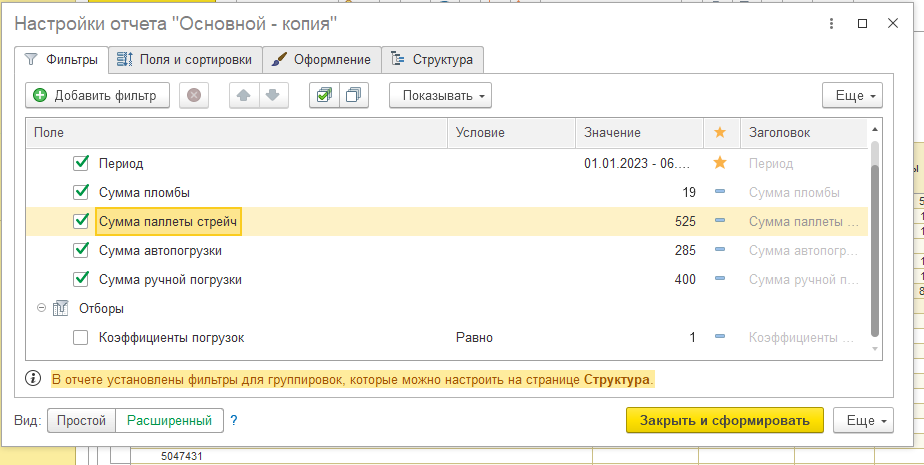 Настройки отчета "Основной - копия"
Фильтры Поля и сортировки Оформление Структура
Добавить фильтр Показывать Еще
Поле Условие Значение Заголовок
Период 01.01.2023 - 06.... Период
Сумма пломбы 19 Сумма пломбы
Сумма паллеты стрейч 525 Сумма паллеты ...
Сумма автопогрузки 285 Сумма автопогр...
Сумма ручной погрузки 400 Сумма ручной п...
Отборы
Коэффициенты погрузок Равно 1 Коэффициенты ...
В отчете установлены фильтры для группировок, которые можно настроить на странице Структура.
Вид: Простой Расширенный ? Закрыть и сформировать Еще
5047431